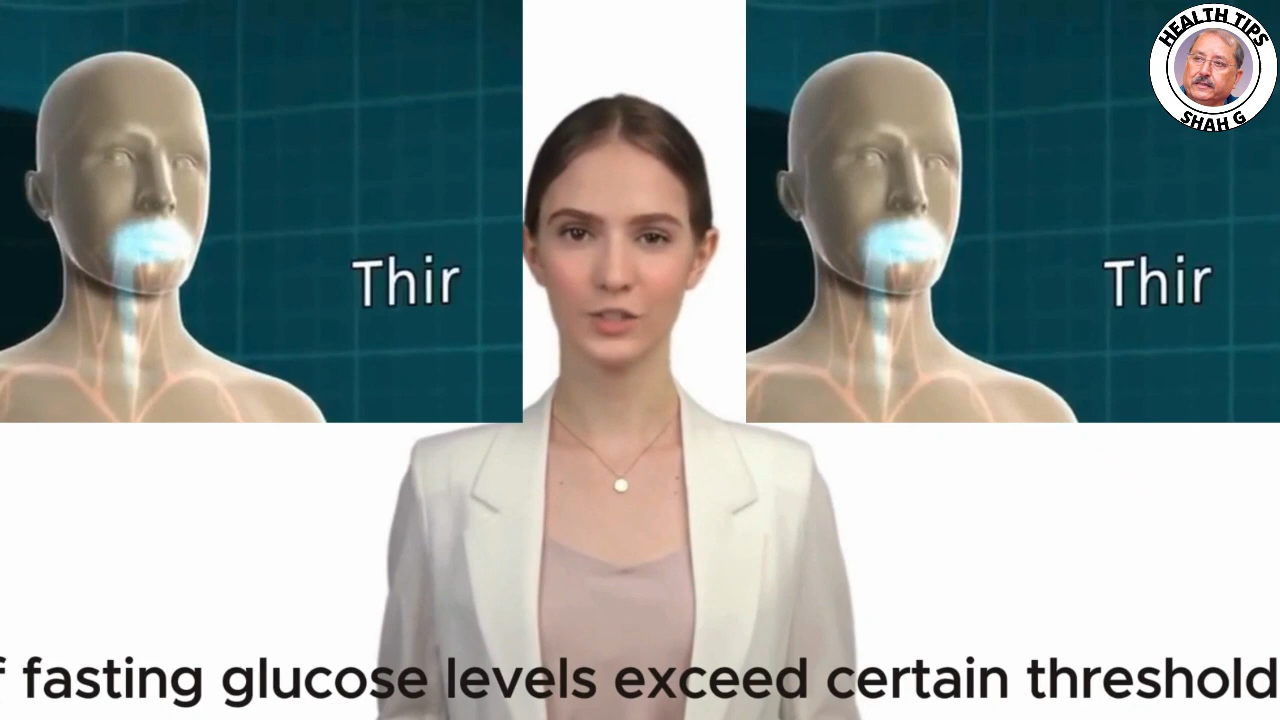 HEALTH TIPS
SHAH G
Thir
Thir
fasting glucose levels exceed certain threshold